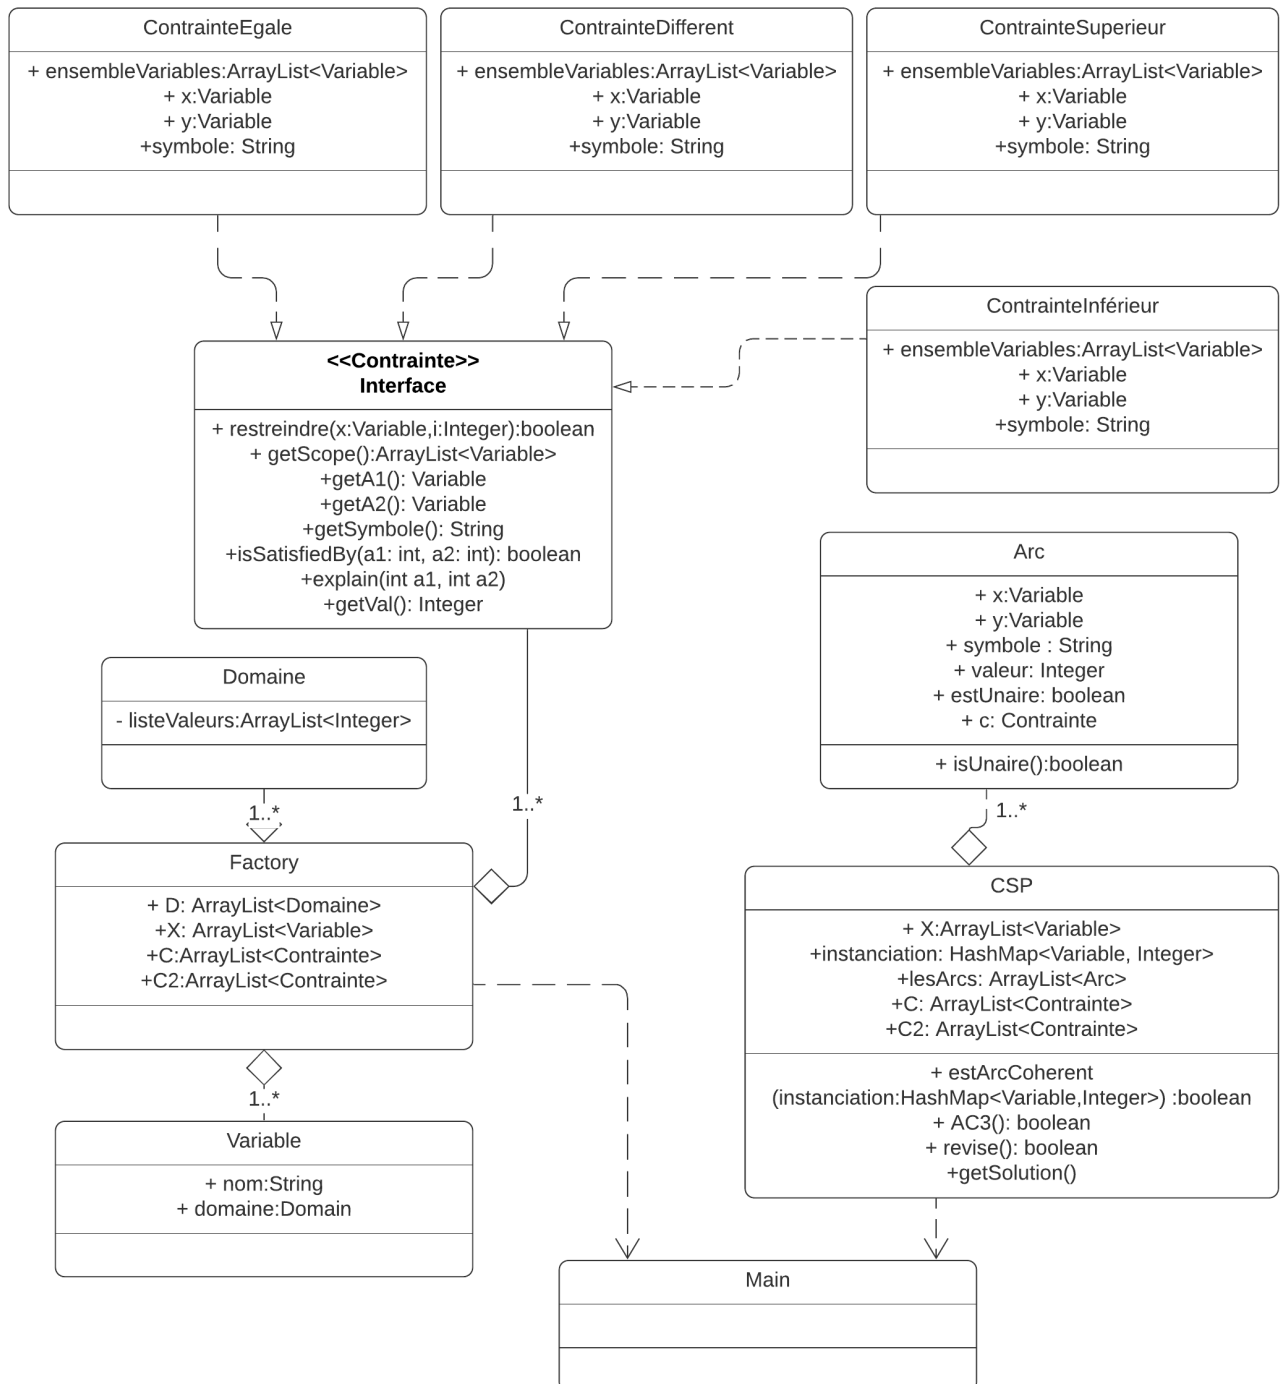 ContrainteEgale
+ ensembleVariables:ArrayList<Variable>
+ x:Variable
+ y:Variable
+symbole: String
ContrainteDifferent
+ ensembleVariables:ArrayList<Variable>
+ x:Variable
+ y:Variable
+symbole: String
ContrainteSuperieur
+ ensembleVariables:ArrayList<Variable>
+ x:Variable
+ y:Variable
+symbole: String
ContrainteInférieur
+ ensembleVariables:ArrayList<Variable>
+ x:Variable
+ y:Variable
+symbole: String
<<Contrainte>>
Interface
+ restreindre(x:Variable,i:Integer):boolean
+ getScope():ArrayList<Variable>
+getA1(): Variable
+getA2(): Variable
+getSymbole(): String
+isSatisfiedBy(a1: int, a2: int): boolean
+explain(int a1, int a2)
+getVal(): Integer
Arc
+ x:Variable
+ y:Variable
+ symbole : String
+ valeur: Integer
+ estUnaire: boolean
+ c: Contrainte
+ isUnaire():boolean
Domaine
- listeValeurs:ArrayList<Integer>
1..*
1..*
1..*
Factory
+ D: ArrayList<Domaine>
+X: ArrayList<Variable>
+C:ArrayList<Contrainte>
+C2:ArrayList<Contrainte>
CSP
+ X:ArrayList<Variable>
+instanciation: HashMap<Variable, Integer>
+lesArcs: ArrayList<Arc>
+C: ArrayList<Contrainte>
+C2: ArrayList<Contrainte>
+ estArcCoherent
(instanciation:HashMap<Variable,Integer>) :boolean
+ AC3(): boolean
+ revise(): boolean
+getSolution()
1..*
Variable
+ nom:String
+ domaine:Domain
Main